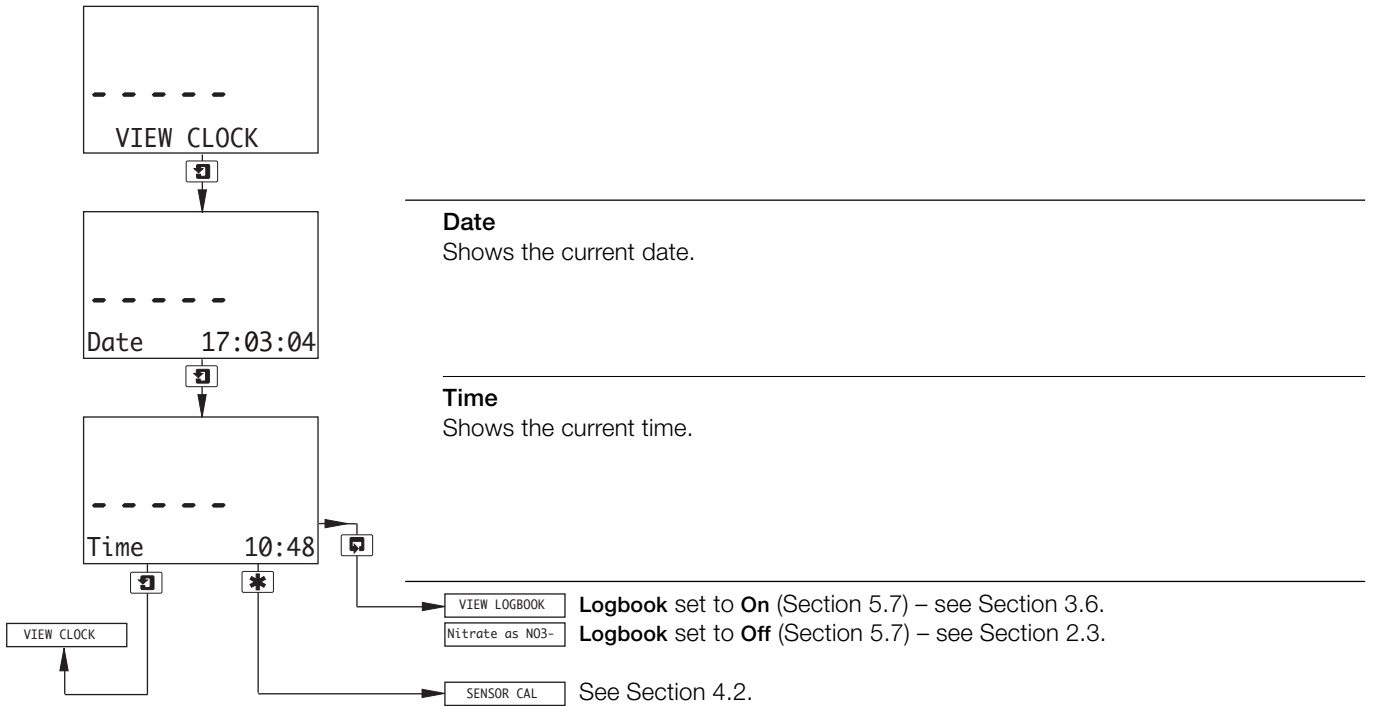 VIEW CLOCK
Date
Shows the current date.
Date 17:03:04
Time
Shows the current time.
Time 10:48
VIEW LOGBOOK Logbook set to On (Section 5.7) – see Section 3.6.
Nitrate as NO3- Logbook set to Off (Section 5.7) – see Section 2.3.
VIEW CLOCK
SENSOR CAL See Section 4.2.